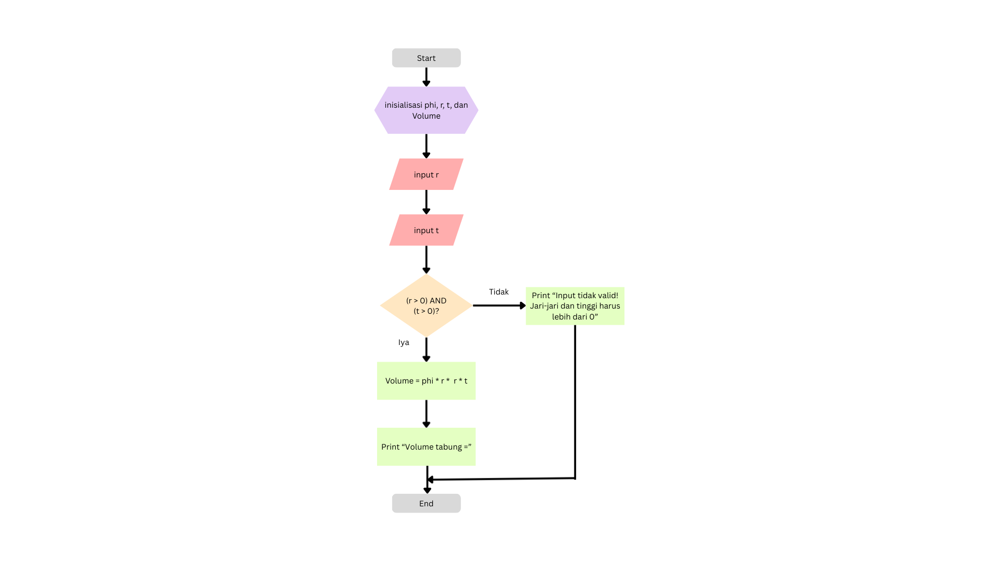 Start
inisialisasi phi, r, t, dan
Volume
input r
input t
(r > 0) AND
(t > 0)?
Tidak
Print “Input tidak valid!
Jari-jari dan tinggi harus
lebih dari 0”
Iya
Volume = phi * r *  r * t
Print “Volume tabung =”
End